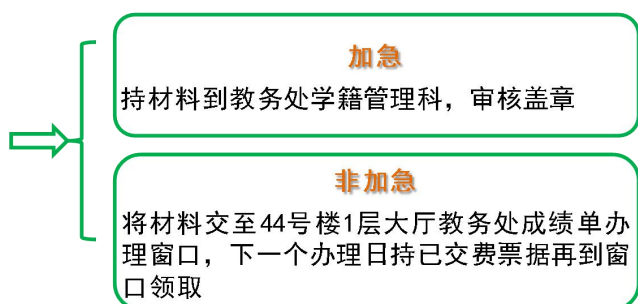 加急
持材料到教务处学籍管理科，审核盖章
非加急
将材料交至44号楼1层大厅教务处成绩单办
理窗口，下一个办理日持已交费票据再到窗
口领取